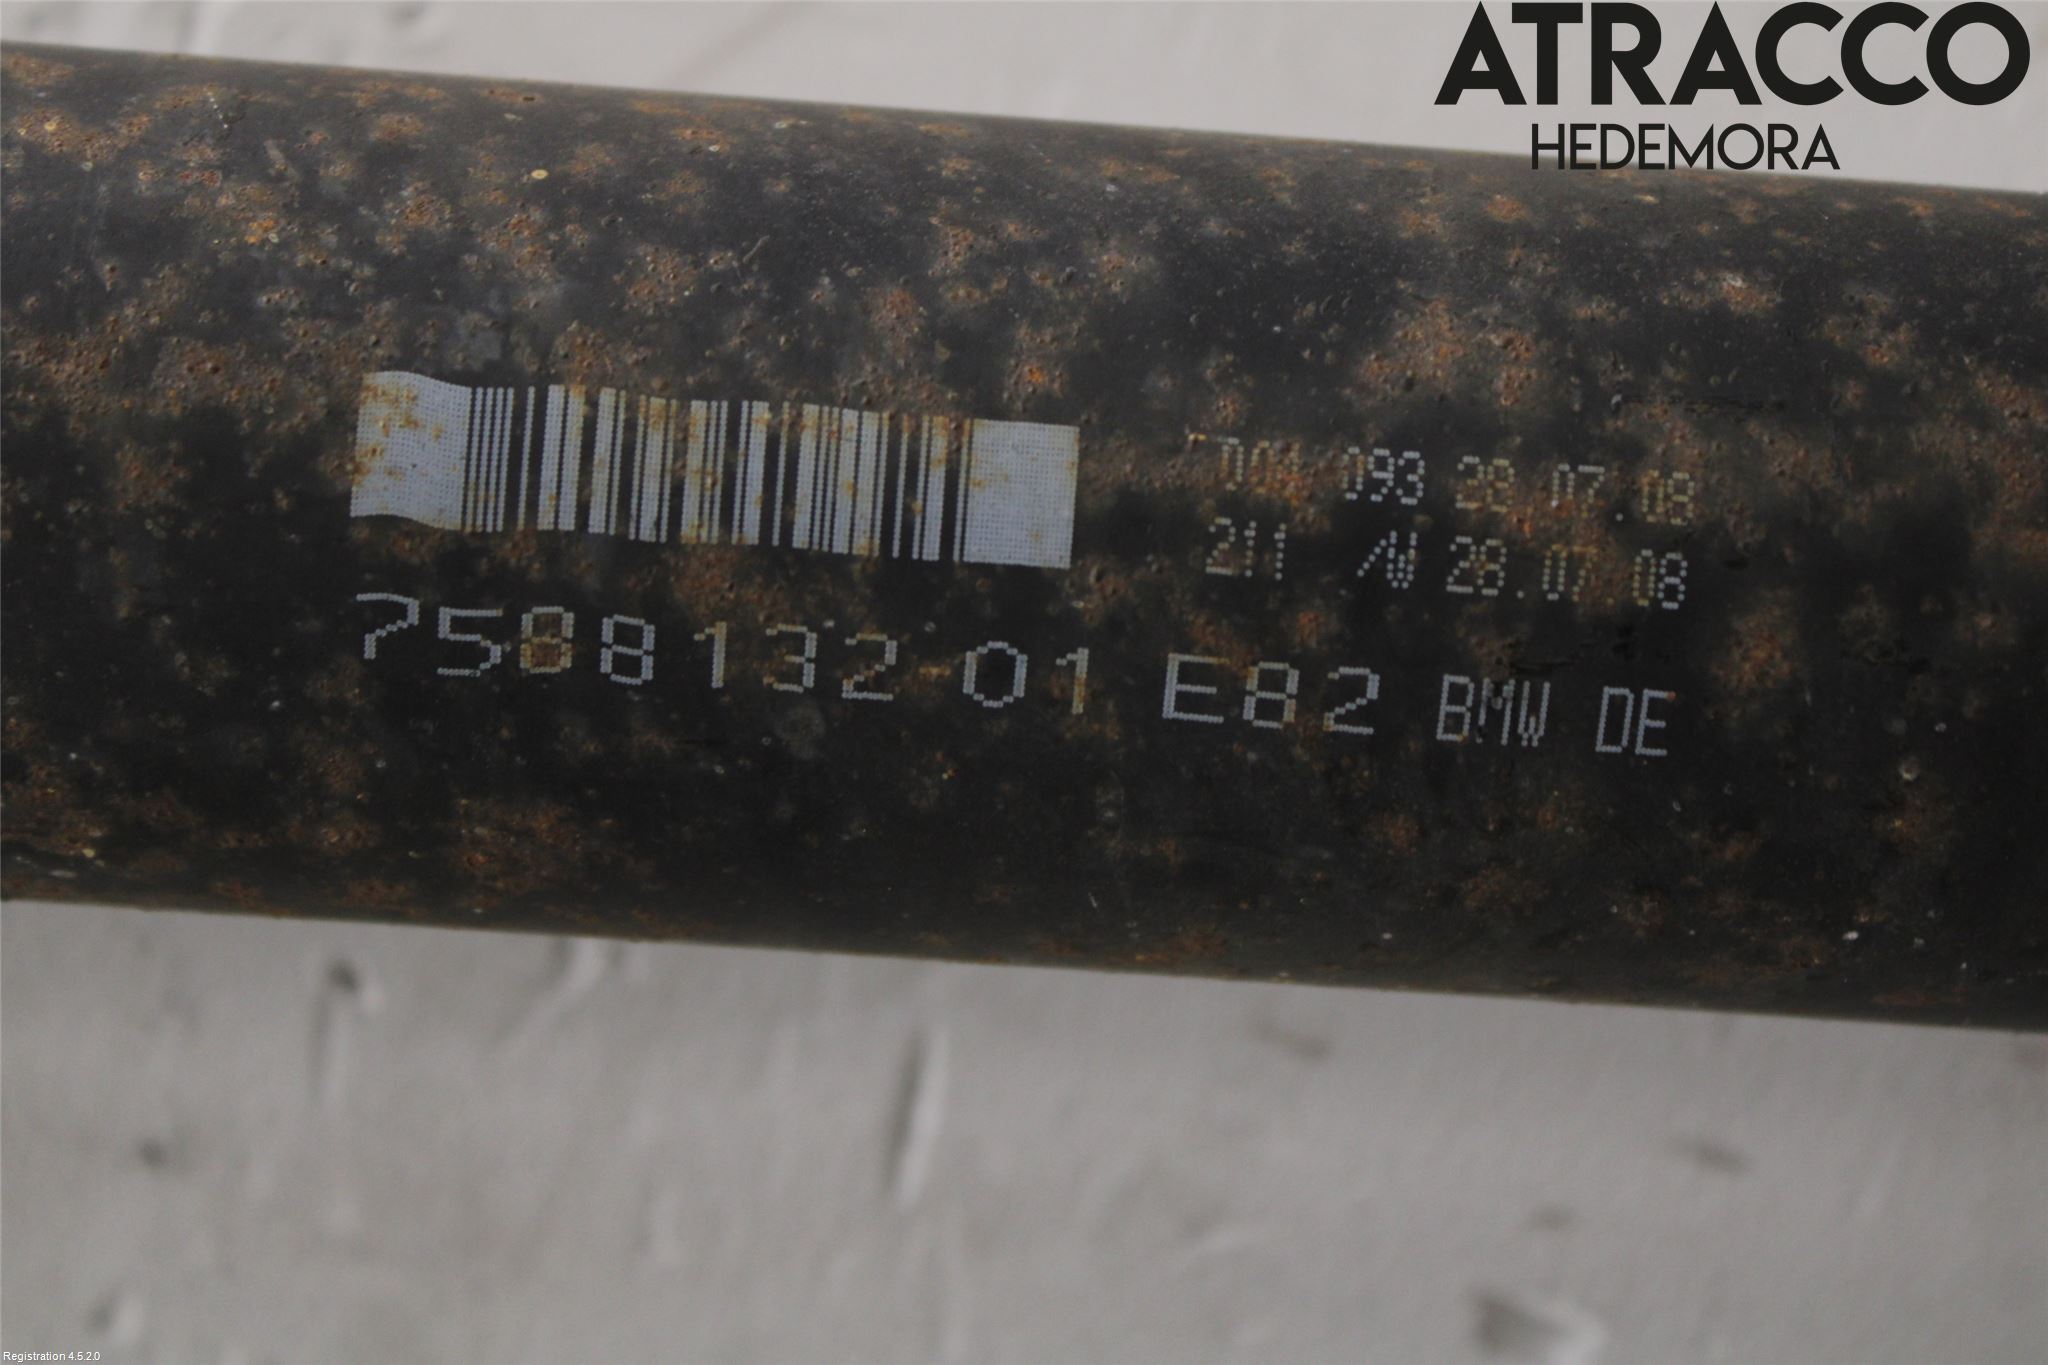 ATRACCO
HEDEMORA
093 28.07.08
211 28.07.08
7588132 01 E82 BMW DE
Registration 4.5.2.0